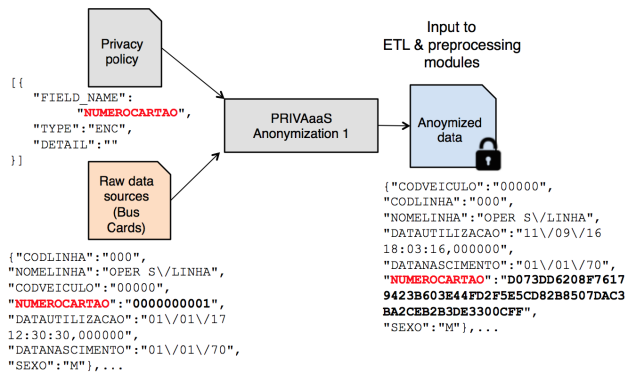 Input to
ETL & preprocessing
modules
Privacy
policy
[{
"FIELD_NAME":
"NUMEROCARTAO",
"TYPE":"ENC",
"DETAIL":""
}]
PRIVAaaS
Anonymization 1
Anoymized
data
Raw data
sources
(Bus
Cards)
{"CODLINHA":"000",
"NOMELINHA":"OPER S\/LINHA",
"CODVEICULO":"00000",
"NUMEROCARTAO":"0000000001",
"DATAUTILIZACAO":"01\/01\/17
12:30:30,000000",
"DATANASCIMENTO":"01\/01\/70",
"SEXO":"M"},...
{"CODVEICULO":"00000",
"CODLINHA":"000",
"NOMELINHA":"OPER S\/LINHA",
"DATAUTILIZACAO":"11\/09\/16
18:03:16,000000",
"DATANASCIMENTO":"01\/01\/70",
"NUMEROCARTAO":"D073DD6208F7617
9423B603E44FD2F5E5CD82B8507DAC3
BA2CEB2B3DE3300CFF",
"SEXO":"M"},...